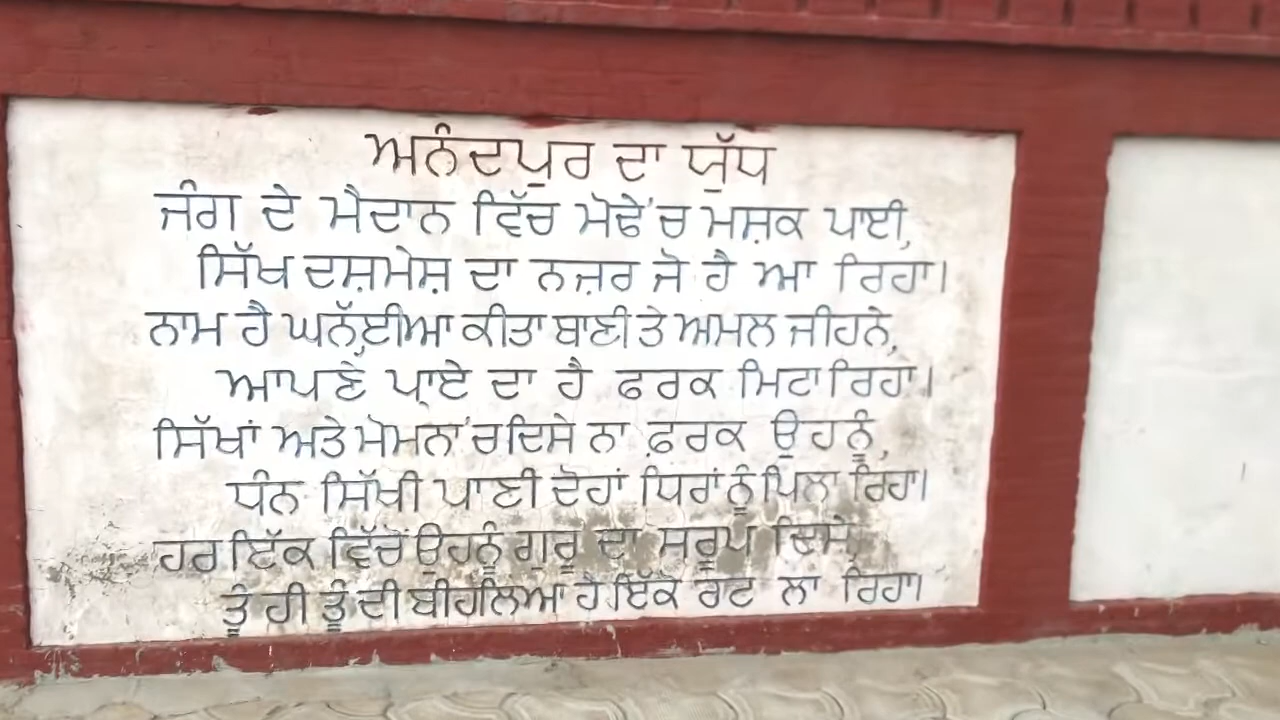 ਅਨੰਦਪੁਰ ਦਾ ਯੁੱਧ
ਜੰਗ ਦੇ ਮੈਦਾਨ ਵਿੱਚ ਮੋਢੇ 'ਚ ਮਸ਼ਕ ਪਾਈ,
ਸਿੱਖ ਦਸ਼ਮੇਸ਼ ਦਾ ਨਜ਼ਰ ਜੋ ਹੈ ਆ ਰਿਹਾ।
ਨਾਮ ਹੈ ਘਨੱਈਆ ਕੀਤਾ ਬਾਣੀ ਤੇ ਅਮਲ ਜੀਹਨੇ,
ਆਪਣੇ ਪ੍ਰਾਏ ਦਾ ਹੈ ਫਰਕ ਮਿਟਾ ਰਿਹਾ।
ਸਿੱਖਾਂ ਅਤੇ ਮੋਮਨਾਂ 'ਚ ਦਿਸੇ ਨਾ ਫ਼ਰਕ ਉਹਨੂੰ,
ਧੰਨ ਸਿੱਖੀ ਪਾਣੀ ਦੋਹਾਂ ਧਿਰਾਂ ਨੂੰ ਪਿਲਾ ਰਿਹਾ।
ਹਰ ਇੱਕ ਵਿੱਚੋਂ ਉਹਨੂੰ ਗੁਰੂ ਦਾ ਸਰੂਪ ਦਿਸੇ,
ਤੂੰ ਹੀ ਤੂੰ ਦੀ ਬੀਹਲਿਆ ਹੈ ਇੱਕੋ ਰਟ ਲਾ ਰਿਹਾ।